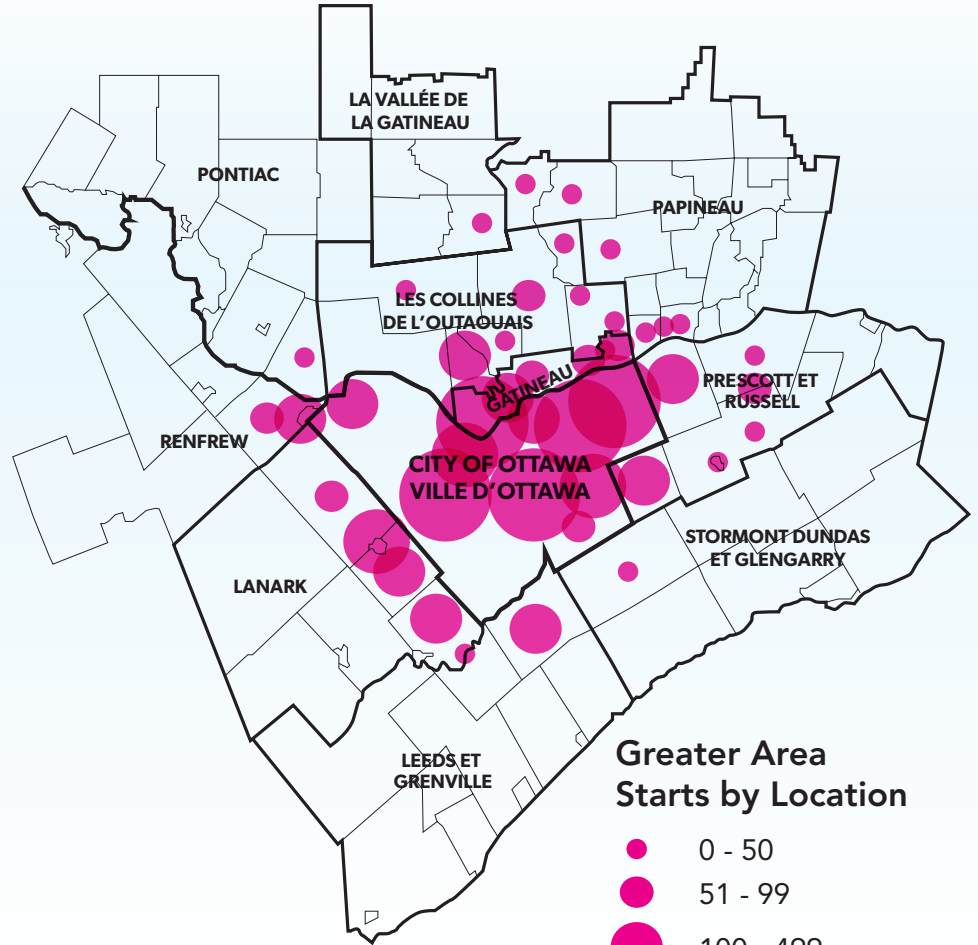 LA VALLÉE DE
LA GATINEAU
PONTIAC
PAPINEAU
LES COLLINES
DE L'OUTAOUAIS
GATINEAU
PRESCOTT ET
RUSSELL
RENFREW
CITY OF OTTAWA
VILLE D'OTTAWA
STORMONT DUNDAS
ET GLENGARRY
LANARK
LEEDS ET
GRENVILLE
Greater Area
Starts by Location
0 - 50
51 - 99
100 - 499